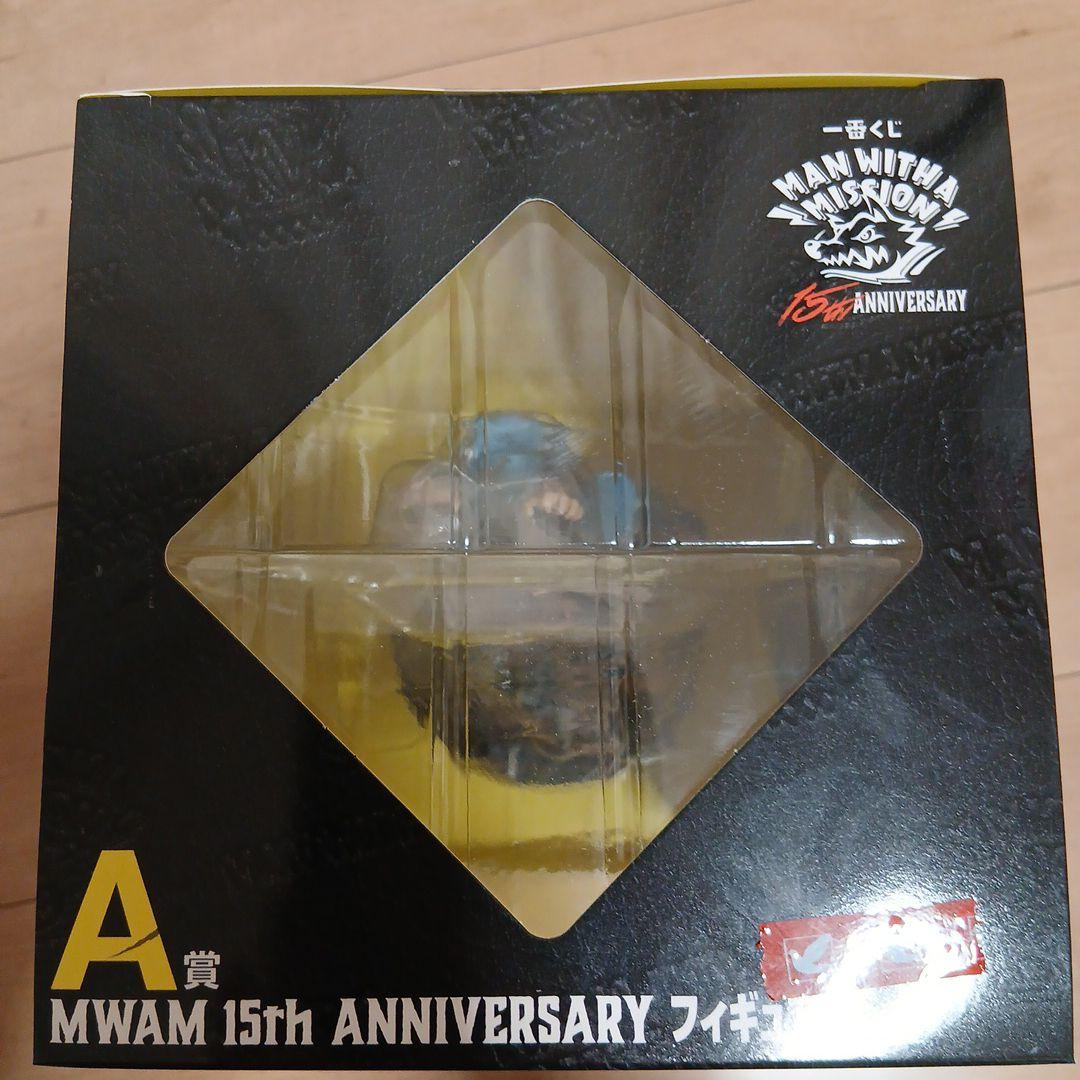 一番くじ
MAN WITH A
MISSION
15th ANNIVERSARY
A賞
MWAM 15th ANNIVERSARY フィギュ